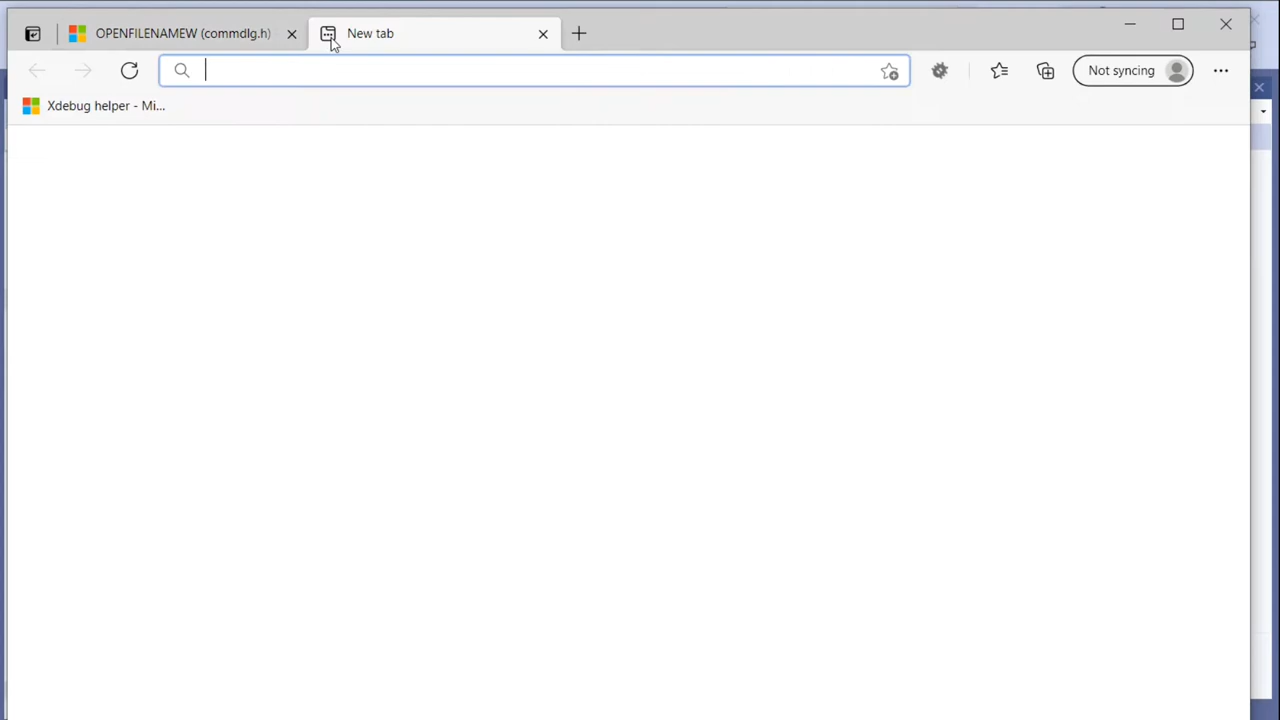 OPENFILENAMEW (commdlg.h)
New tab
Not syncing
Xdebug helper - Mi...